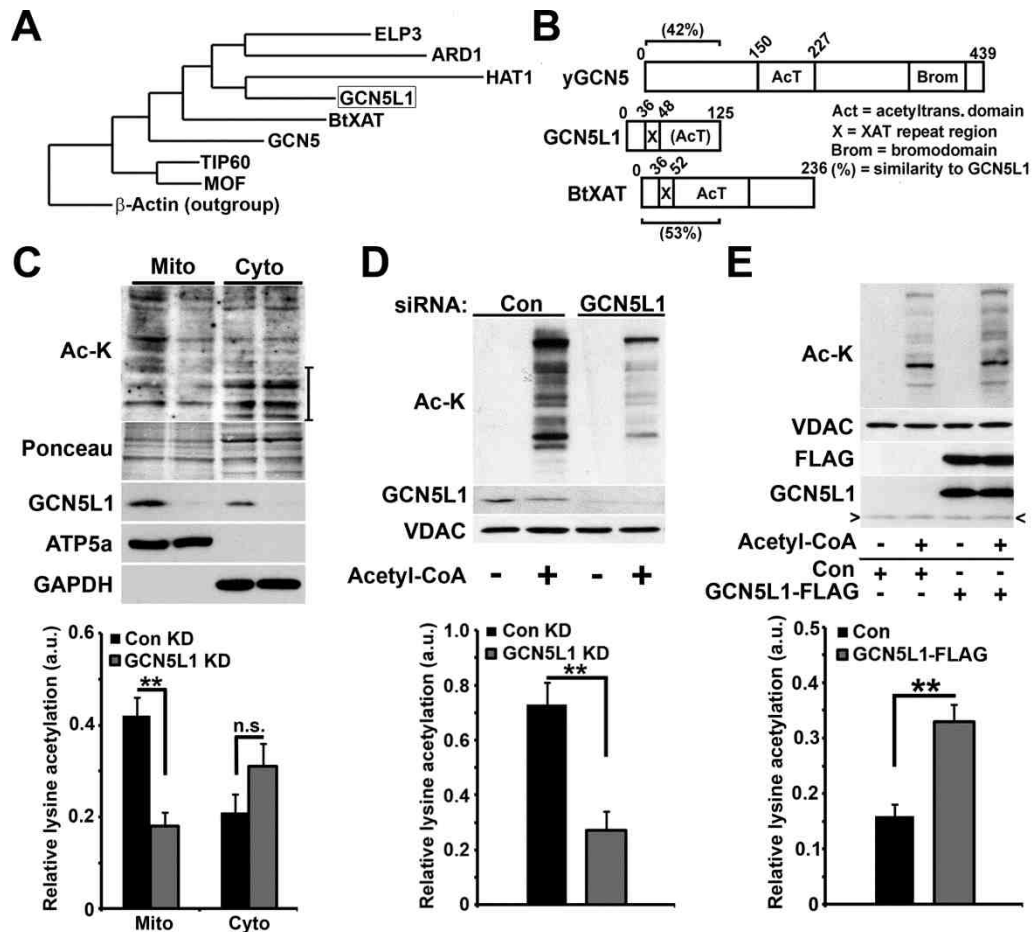 A
ELP3
ARD1
HAT1
GCN5L1
BtXAT
GCN5
TIP60
MOF
β-Actin (outgroup)
B
(42%)
0 150 227 439
yGCN5 AcT Brom
0 36 48 125
GCN5L1 X (AcT)
0 36 52 236
BtXAT X AcT
(53%)
Act = acetyltrans. domain
X = XAT repeat region
Brom = bromodomain
(%) = similarity to GCN5L1
C
Mito Cyto
Ac-K
Ponceau
GCN5L1
ATP5a
GAPDH
Relative lysine acetylation (a.u.)
0.6
0.4
0.2
0
Con KD
GCN5L1 KD
**
n.s.
Mito Cyto
D
siRNA: Con GCN5L1
Ac-K
GCN5L1
VDAC
Acetyl-CoA - + - +
Relative lysine acetylation (a.u.)
1.0
0.8
0.6
0.4
0.2
0
Con KD
GCN5L1 KD
**
E
Ac-K
VDAC
FLAG
GCN5L1
> <
Acetyl-CoA - + - +
Con + + - -
GCN5L1-FLAG - - + +
Relative lysine acetylation (a.u.)
0.5
0.4
0.3
0.2
0.1
0
Con
GCN5L1-FLAG
**